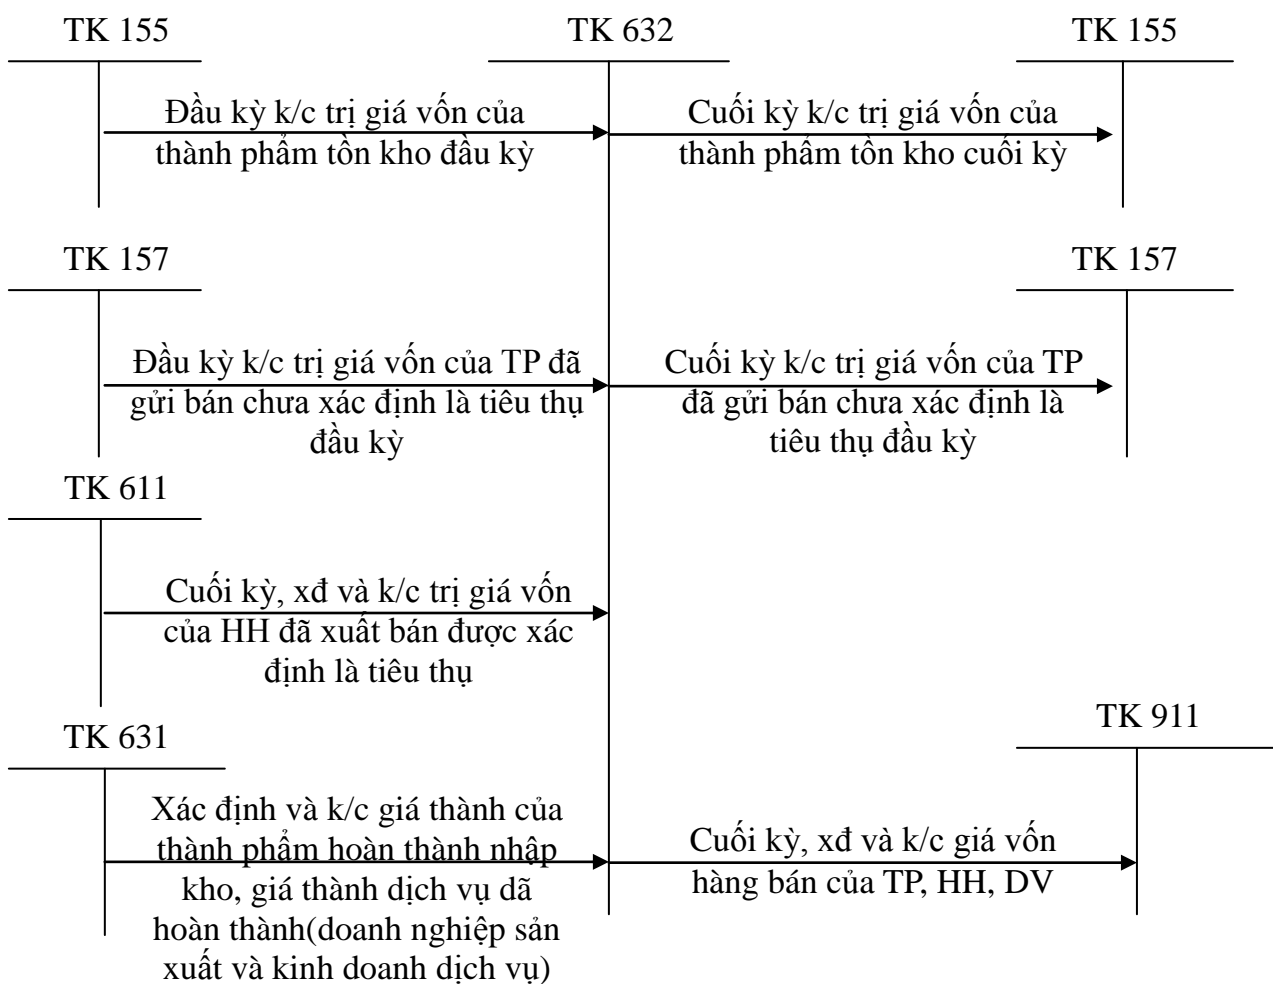 TK 155
TK 632
TK 155
Đầu kỳ k/c trị giá vốn của
thành phẩm tồn kho đầu kỳ
Cuối kỳ k/c trị giá vốn của
thành phẩm tồn kho cuối kỳ
TK 157
TK 157
Đầu kỳ k/c trị giá vốn của TP đã
gửi bán chưa xác định là tiêu thụ
đầu kỳ
Cuối kỳ k/c trị giá vốn của TP
đã gửi bán chưa xác định là
tiêu thụ đầu kỳ
TK 611
Cuối kỳ, xđ và k/c trị giá vốn
của HH đã xuất bán được xác
định là tiêu thụ
TK 631
TK 911
Xác định và k/c giá thành của
thành phẩm hoàn thành nhập
kho, giá thành dịch vụ dã
hoàn thành(doanh nghiệp sản
xuất và kinh doanh dịch vụ)
Cuối kỳ, xđ và k/c giá vốn
hàng bán của TP, HH, DV